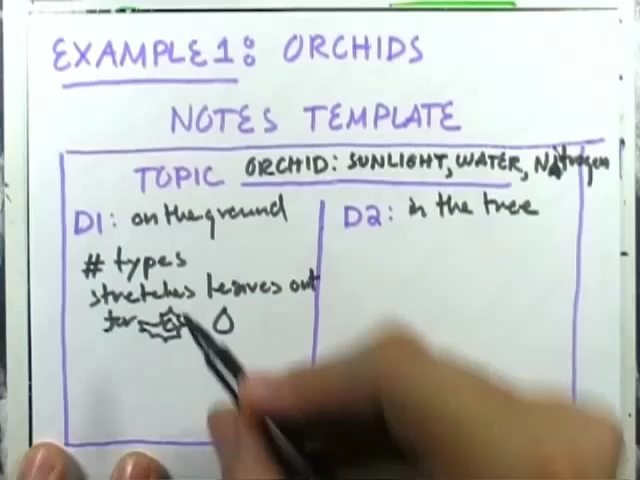 EXAMPLE 1: ORCHIDS
NOTES TEMPLATE
TOPIC ORCHID: SUNLIGHT, WATER, Nitrogen
D1: on the ground
# types
stretches leaves out
for
D2: in the tree